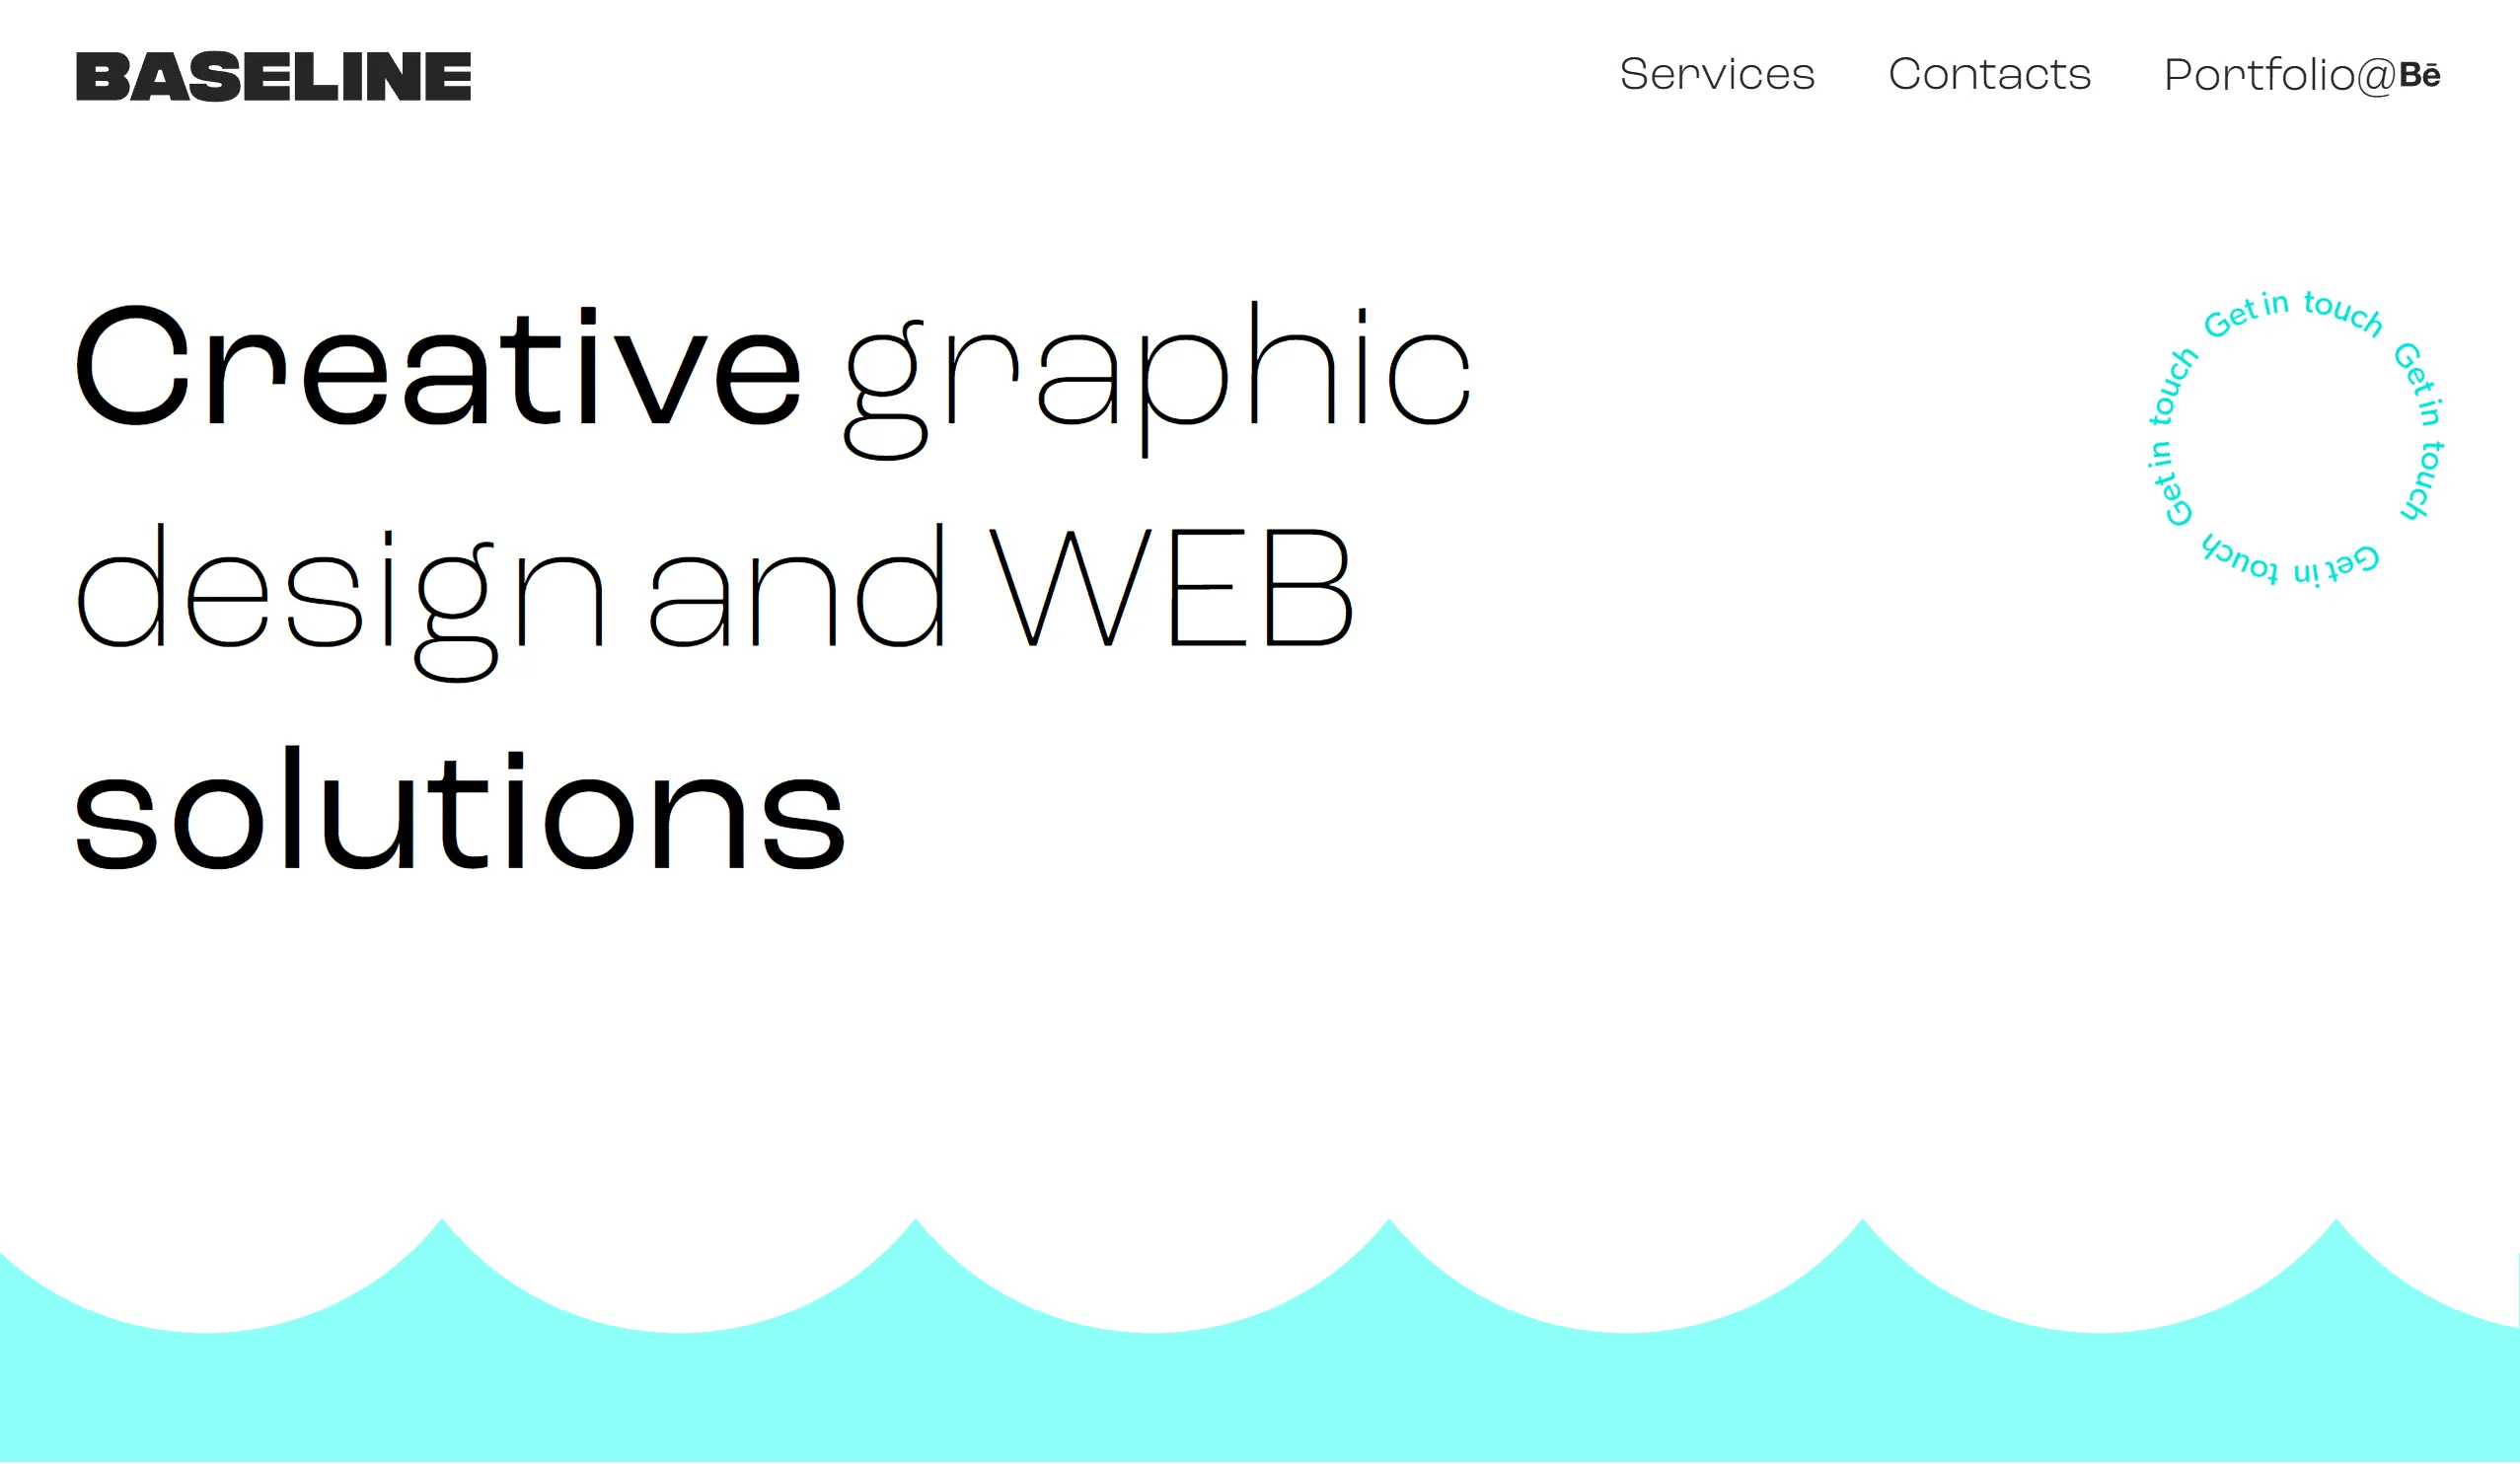 BASELINE
Services Contacts Portfolio@Bē
Creative graphic
design and WEB
solutions
Get in touch Get in touch Get in touch Get in touch